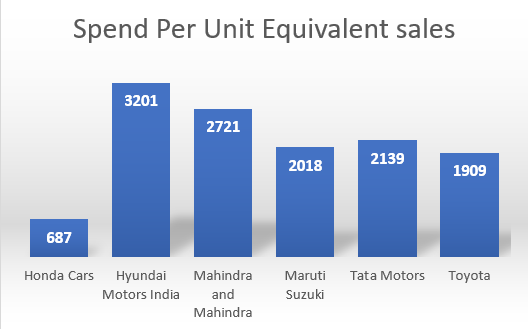 Spend Per Unit Equivalent sales
3201
2721
2018
2139
1909
687
Honda Cars
Hyundai
Motors India
Mahindra
and
Mahindra
Maruti
Suzuki
Tata Motors
Toyota